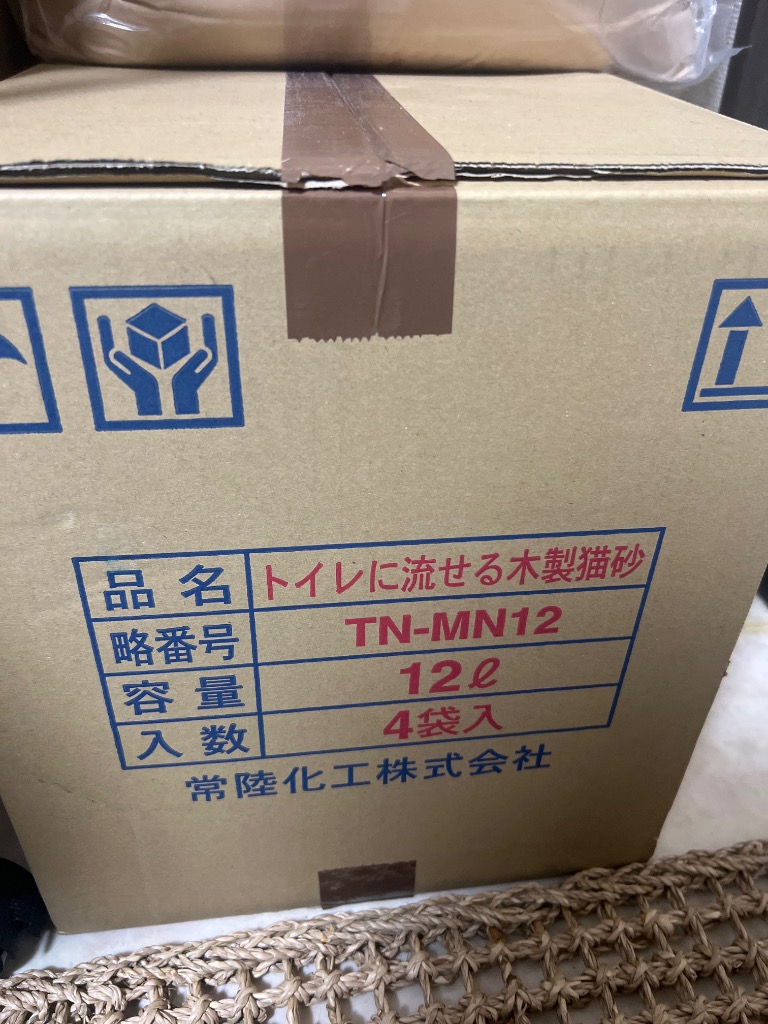 品名 トイレに流せる木製猫砂
略番号 TN-MN12
容量 12ℓ
入数 4袋入
常陸化工株式会社